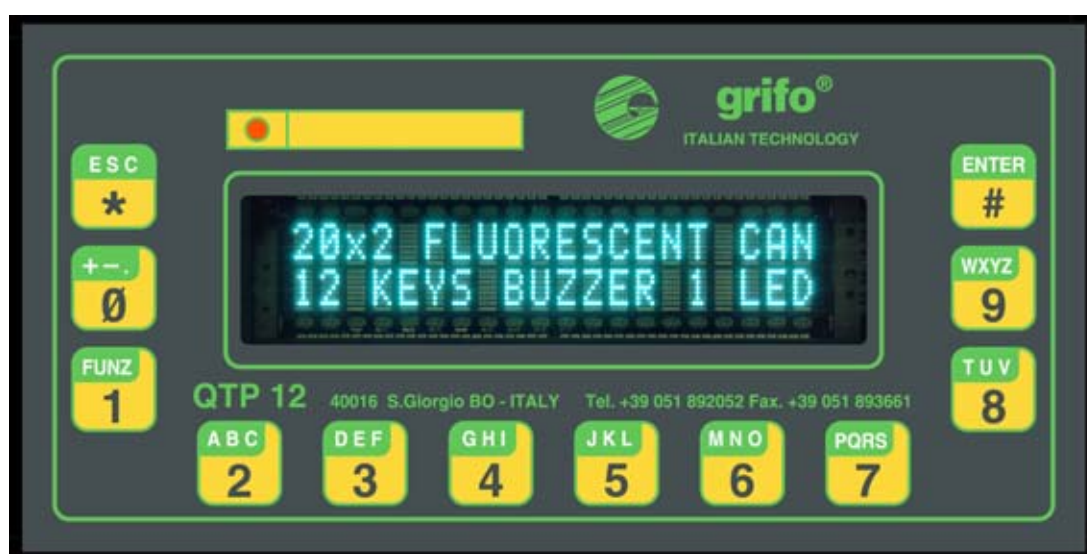 grifo®
ITALIAN TECHNOLOGY
ESC
*
ENTER
#
20x2 FLUORESCENT CAN
12 KEYS BUZZER 1 LED
+-.
0
WXYZ
9
FUNZ
1
TUV
8
QTP 12
40016 S.Giorgio BO - ITALY Tel. +39 051 892052 Fax. +39 051 893661
ABC
2
DEF
3
GHI
4
JKL
5
MNO
6
PQRS
7